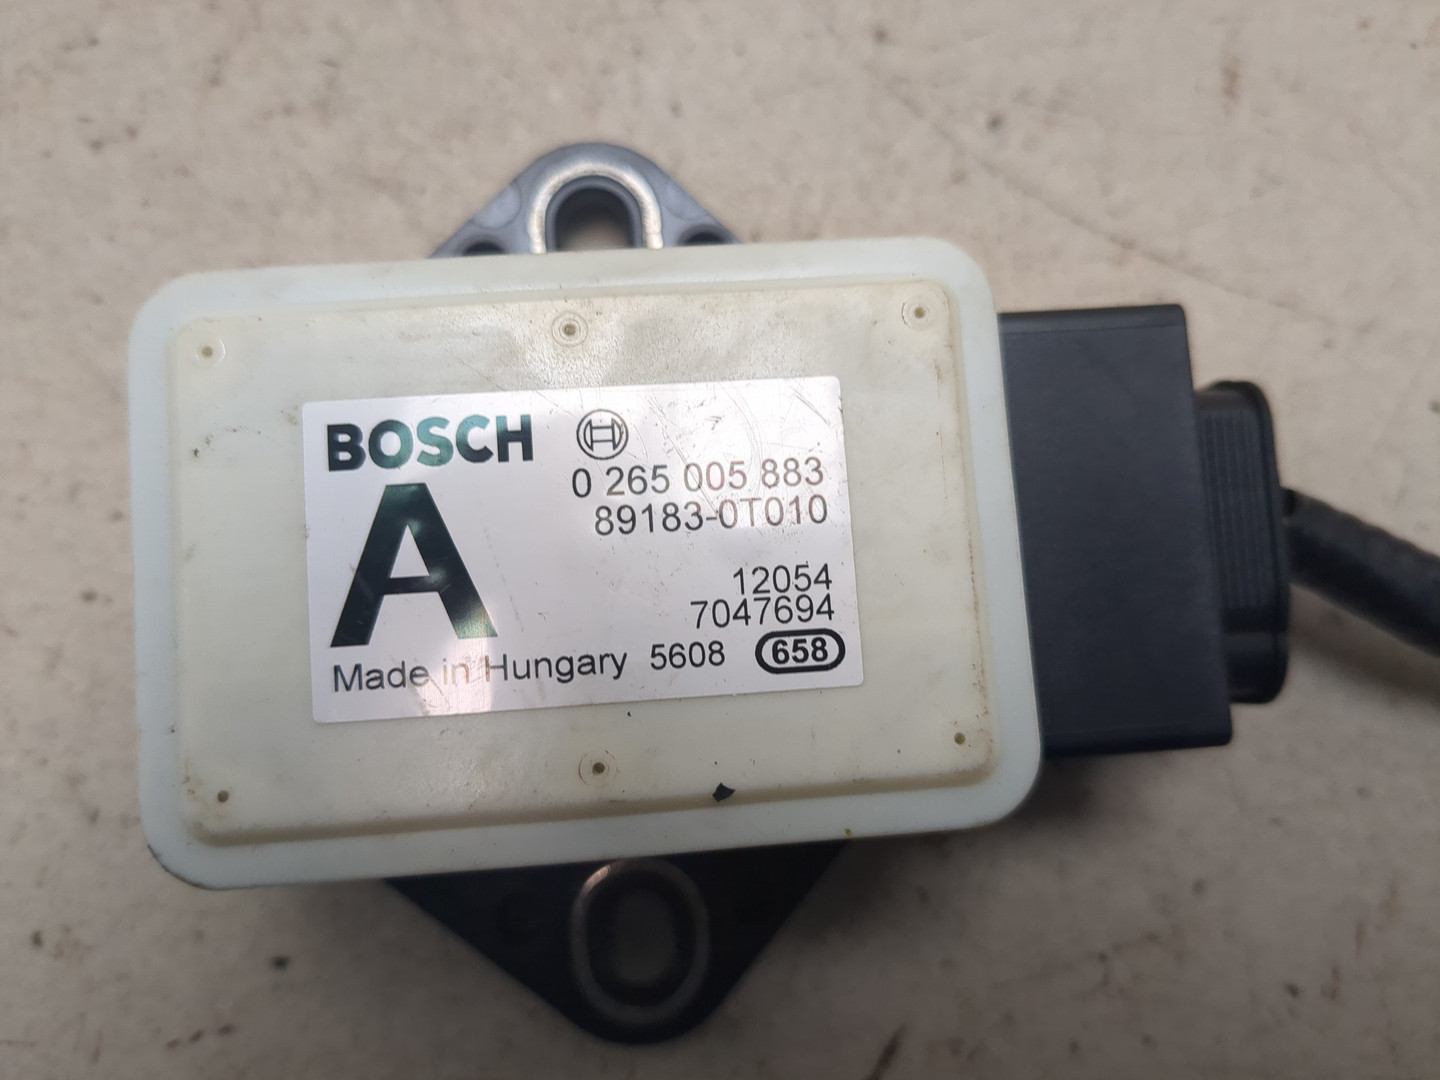 BOSCH
0 265 005 883
89183-0T010
A
12054
7047694
Made in Hungary 5608 658